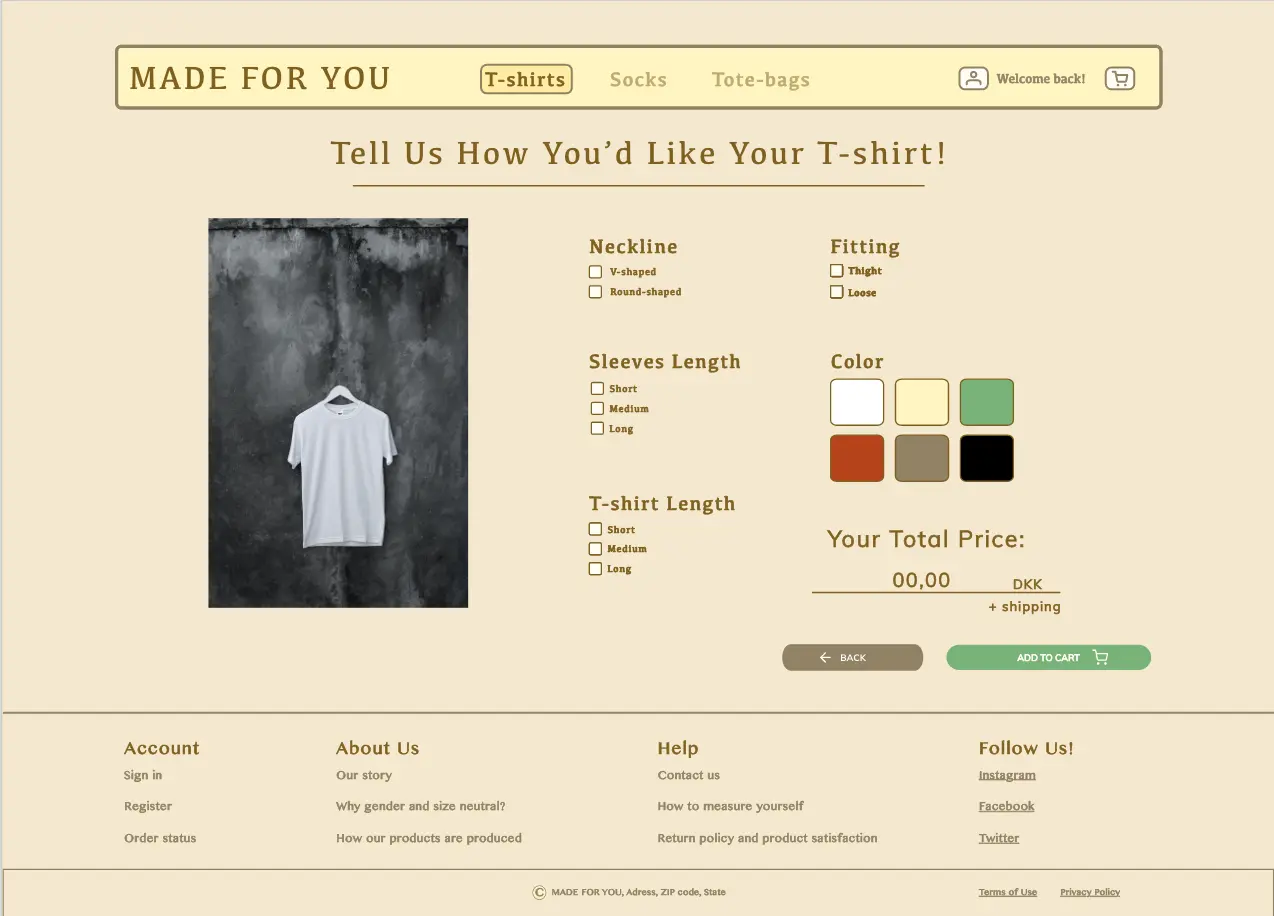 MADE FOR YOU
T-shirts
Socks
Tote-bags
Welcome back!
Tell Us How You’d Like Your T-shirt!
Neckline
V-shaped
Round-shaped
Fitting
Thight
Loose
Sleeves Length
Short
Medium
Long
Color
T-shirt Length
Short
Medium
Long
Your Total Price:
00,00 DKK
+ shipping
BACK
ADD TO CART
Account
Sign in
Register
Order status
About Us
Our story
Why gender and size neutral?
How our products are produced
Help
Contact us
How to measure yourself
Return policy and product satisfaction
Follow Us!
Instagram
Facebook
Twitter
© MADE FOR YOU, Adress, ZIP code, State
Terms of Use
Privacy Policy